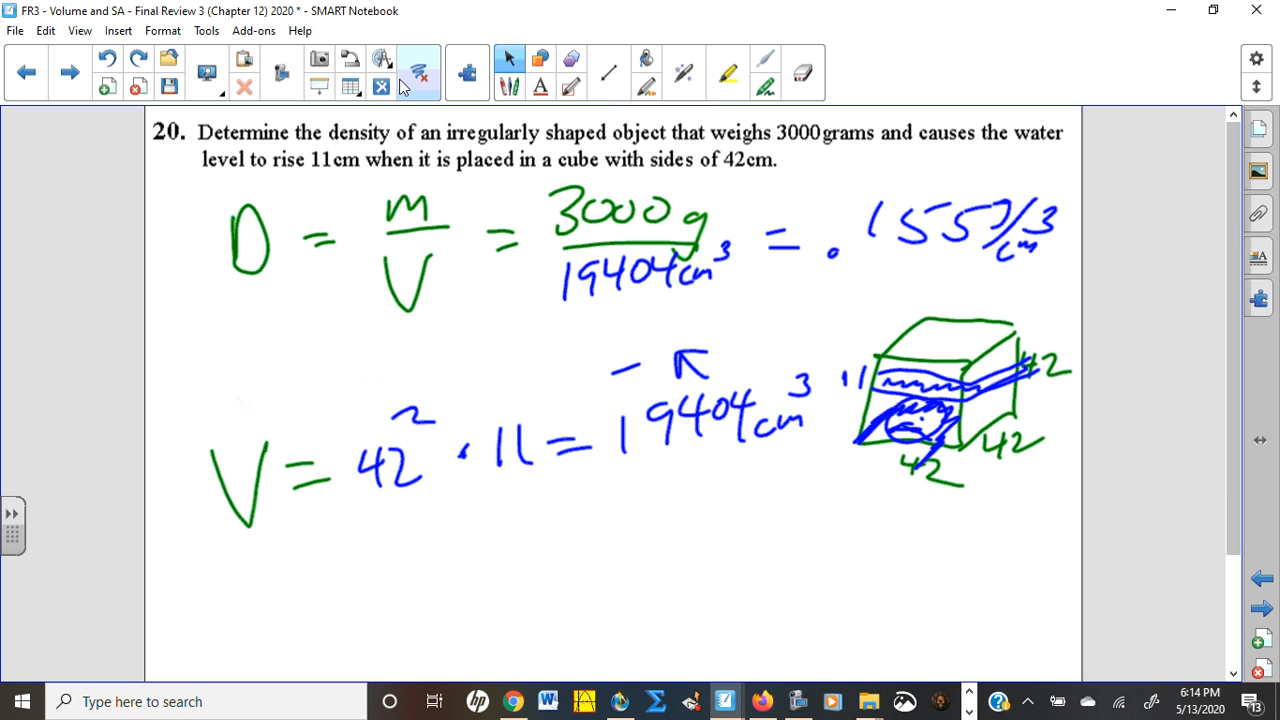 FR3 - Volume and SA - Final Review 3 (Chapter 12) 2020 * - SMART Notebook
File Edit View Insert Format Tools Add-ons Help
20. Determine the density of an irregularly shaped object that weighs 3000grams and causes the water
level to rise 11cm when it is placed in a cube with sides of 42cm.
D = m/V = 3000g/19404cm³ = .155g/cm³
11 42
42
42
V = 42² · 11 = 19404cm³
Type here to search
6:14 PM
5/13/2020
13